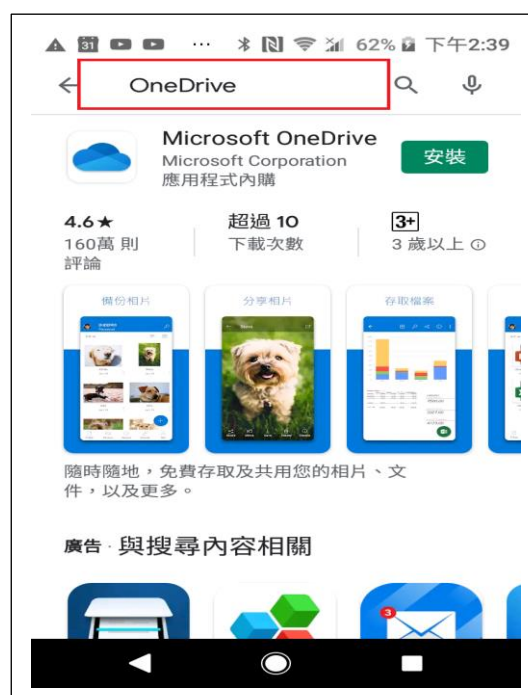 31 ... 62% 下午2:39
OneDrive
Microsoft OneDrive
Microsoft Corporation
應用程式內購
安裝
4.6★ 超過 10 3+
160萬 則 下載次數 3 歲以上
評論
備份相片 分享相片 存取檔案
隨時隨地，免費存取及共用您的相片、文
件，以及更多。
廣告·與搜尋內容相關
3